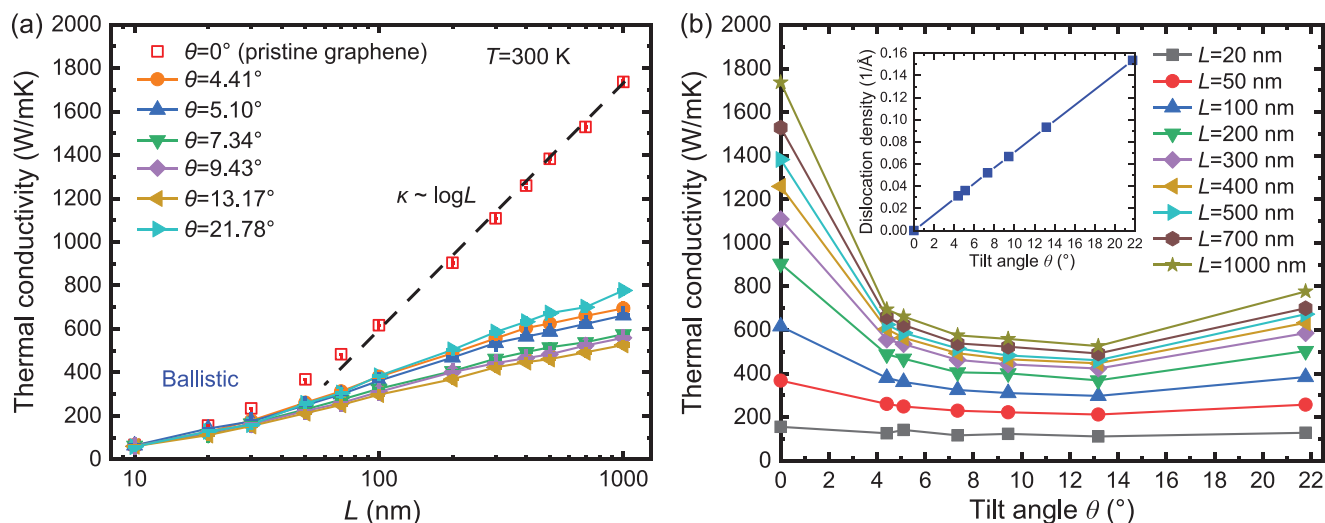 (a)
2000
1800
1600
1400
1200
1000
800
600
400
200
0
Thermal conductivity (W/mK)
θ=0° (pristine graphene)
θ=4.41°
θ=5.10°
θ=7.34°
θ=9.43°
θ=13.17°
θ=21.78°
T=300 K
κ ~ logL
Ballistic
10 100 1000
L (nm)
(b)
2000
1800
1600
1400
1200
1000
800
600
400
200
0
Thermal conductivity (W/mK)
0.16
0.14
0.12
0.10
0.08
0.06
0.04
0.02
0.00
Dislocation density (1/Å)
0 2 4 6 8 10 12 14 16 18 20 22
Tilt angle θ (°)
L=20 nm
L=50 nm
L=100 nm
L=200 nm
L=300 nm
L=400 nm
L=500 nm
L=700 nm
L=1000 nm
0 2 4 6 8 10 12 14 16 18 20 22
Tilt angle θ (°)